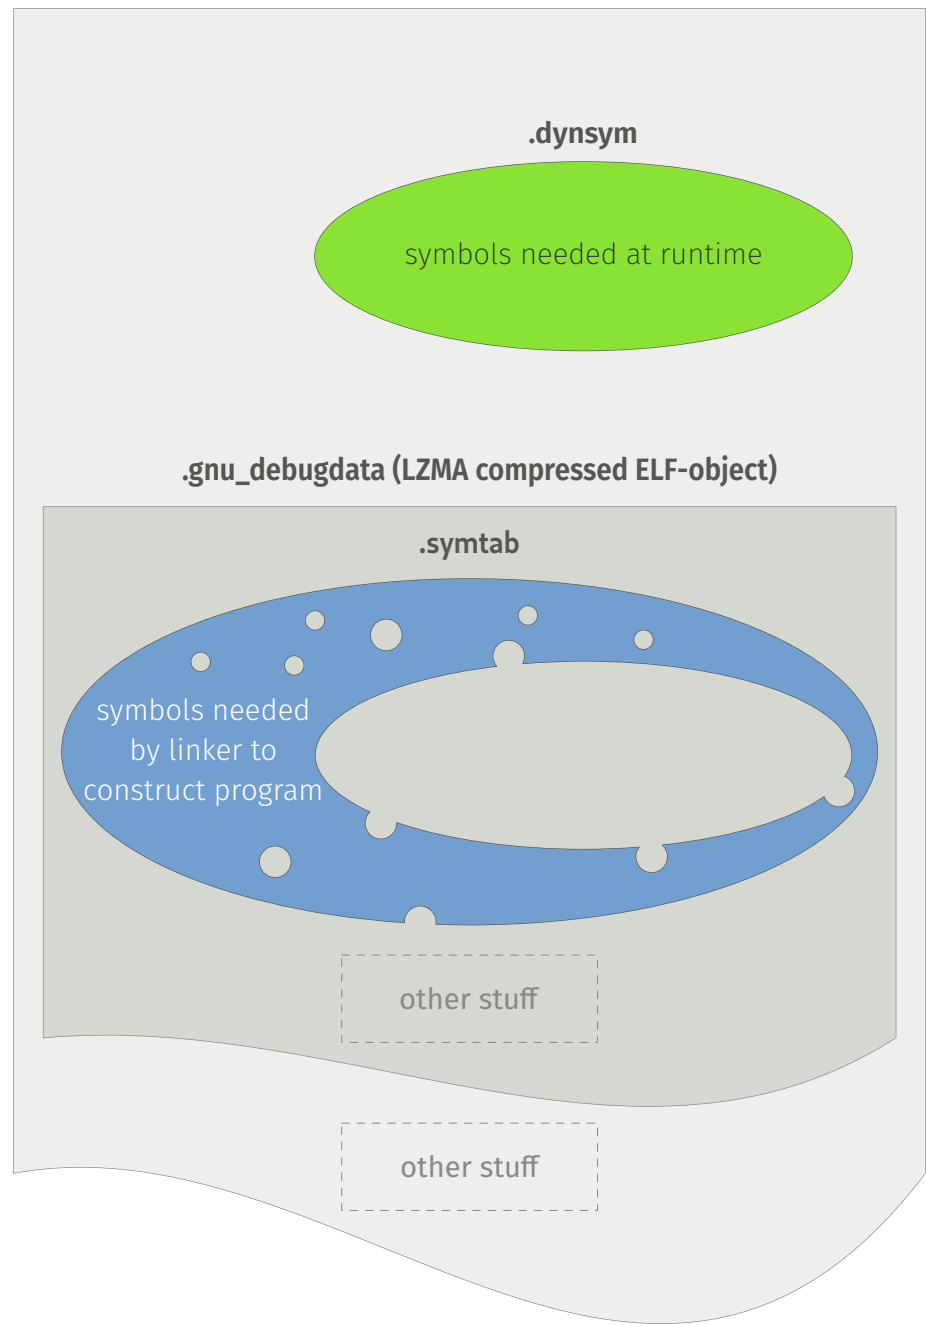 .dynsym
symbols needed at runtime
.gnu_debugdata (LZMA compressed ELF-object)
.symtab
symbols needed
by linker to
construct program
other stuff
other stuff